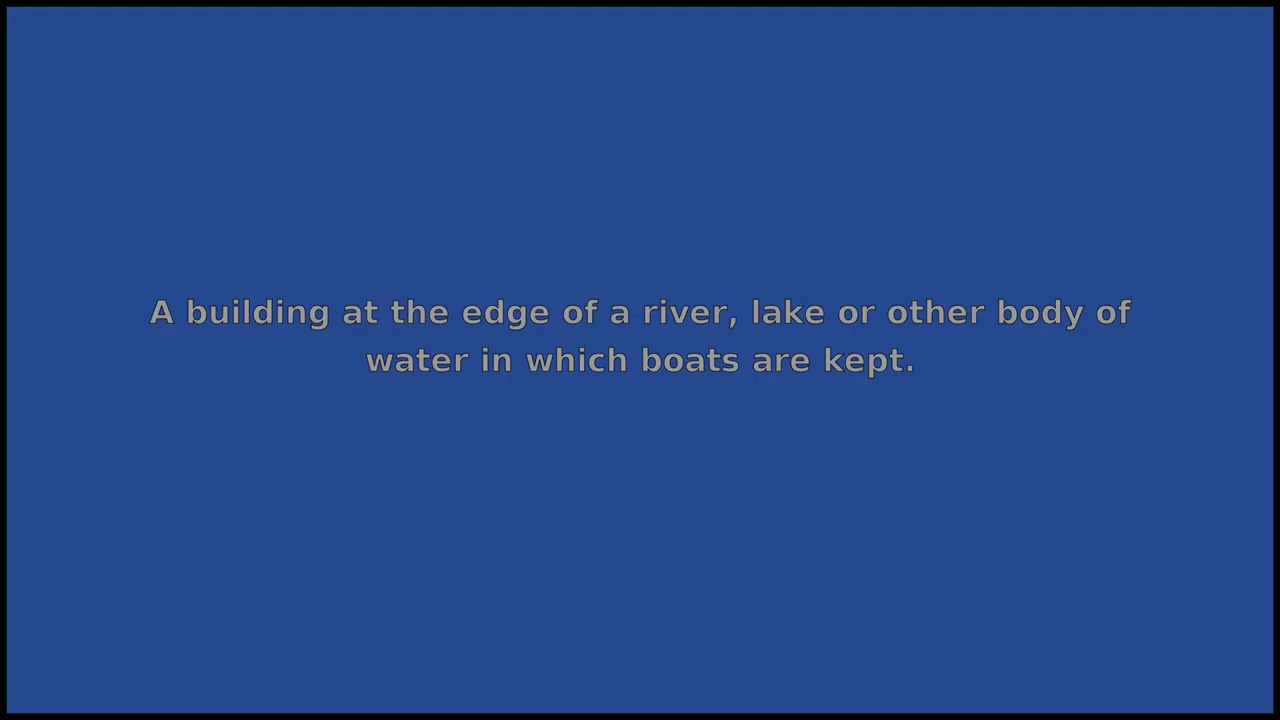 A building at the edge of a river, lake or other body of
water in which boats are kept.